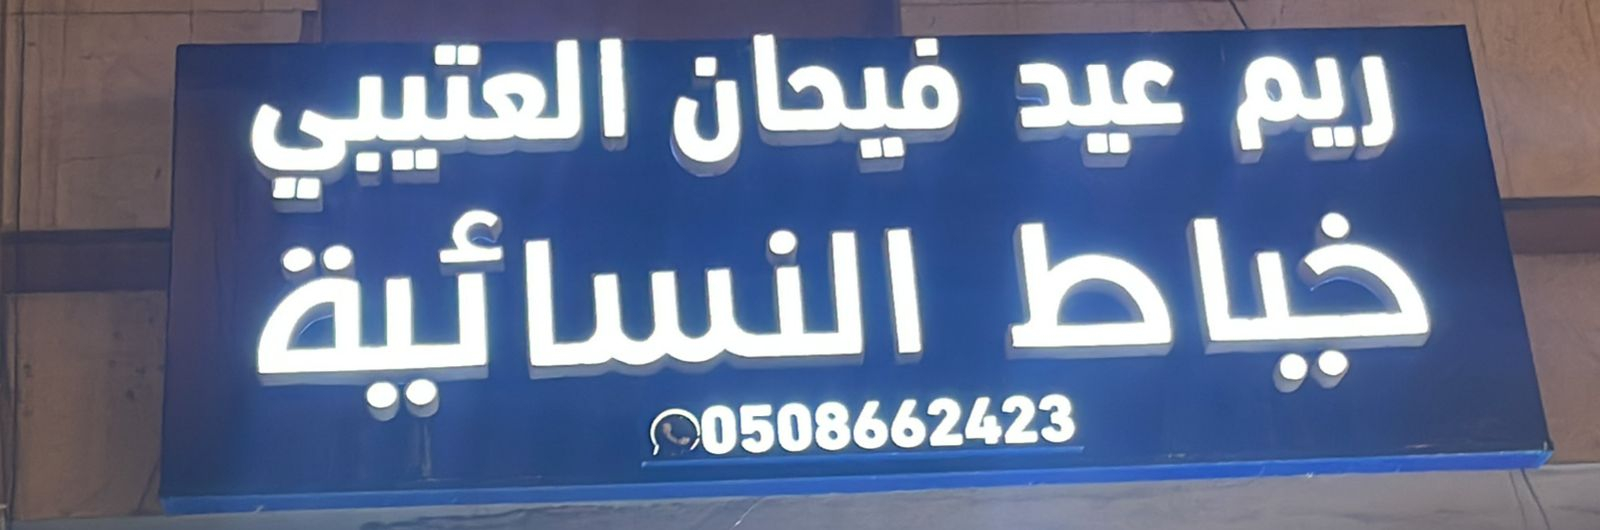 ريم عيد فيحان العتيبي
خياط النسائية
0508662423